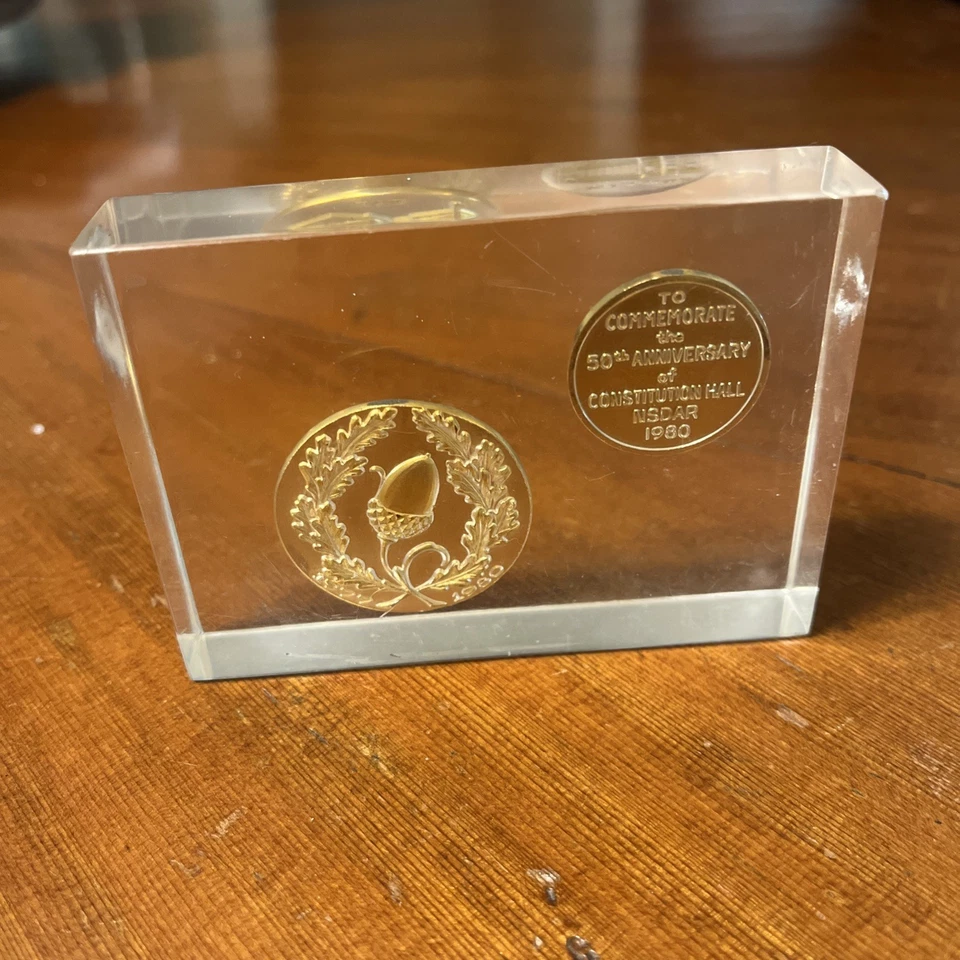 TO
COMMEMORATE
the
50th ANNIVERSARY
of
CONSTITUTION HALL
NSDAR
1980
1980